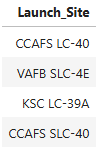 Launch_Site
CCAFS LC-40
VAFB SLC-4E
KSC LC-39A
CCAFS SLC-40